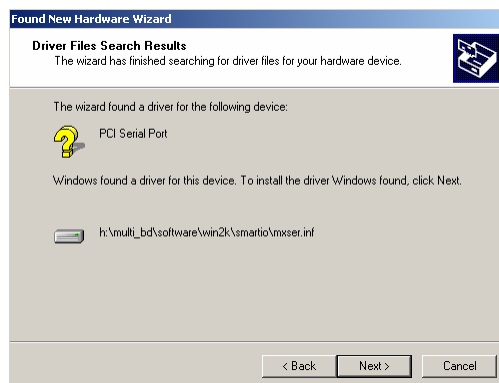 Found New Hardware Wizard
Driver Files Search Results
The wizard has finished searching for driver files for your hardware device.
The wizard found a driver for the following device:
PCI Serial Port
Windows found a driver for this device. To install the driver Windows found, click Next.
h:\multi_bd\software\win2k\smartio\mxser.inf
< Back
Next >
Cancel